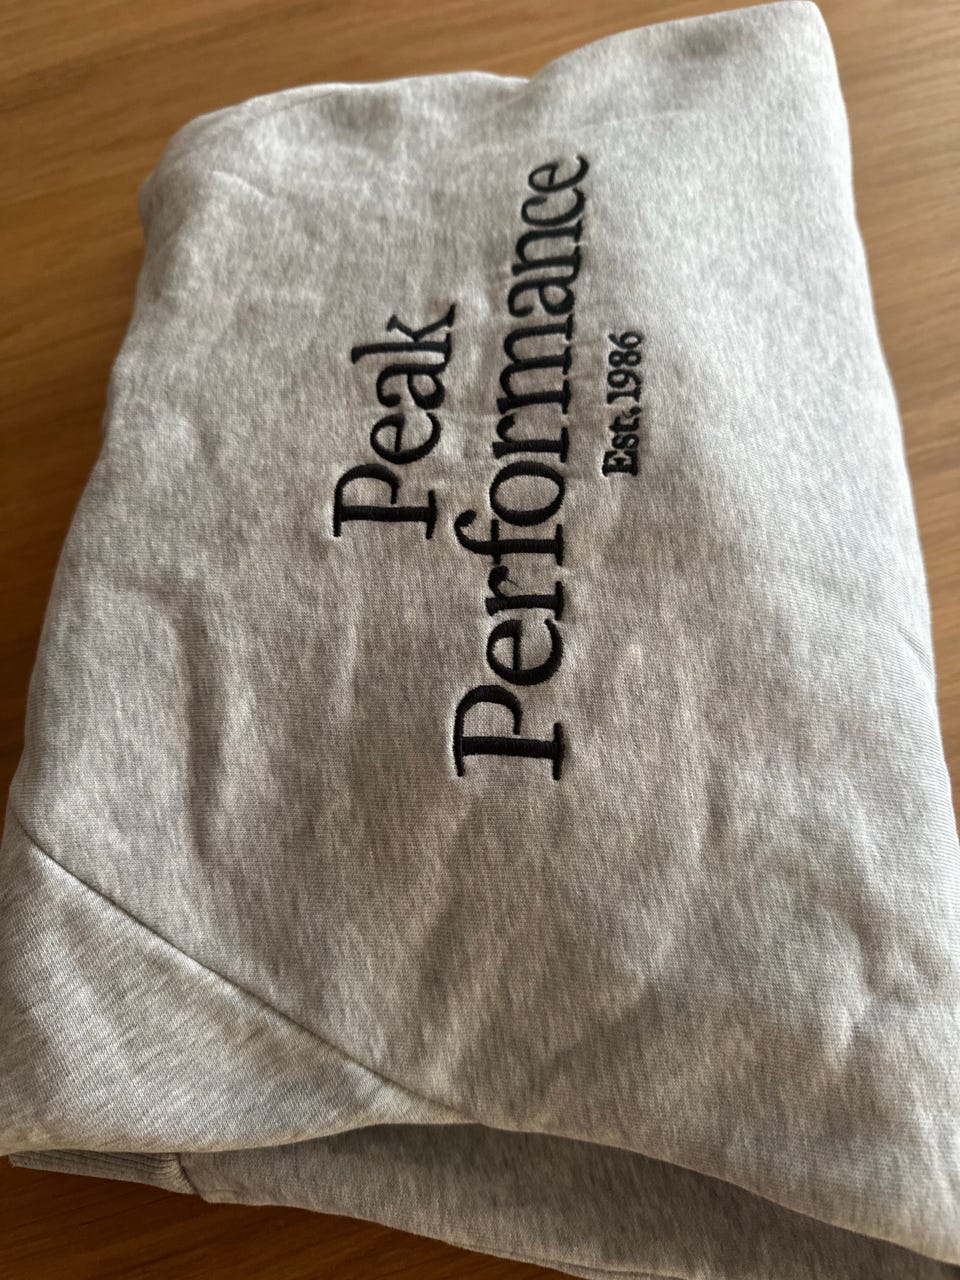 Peak
Performance
Est. 1986